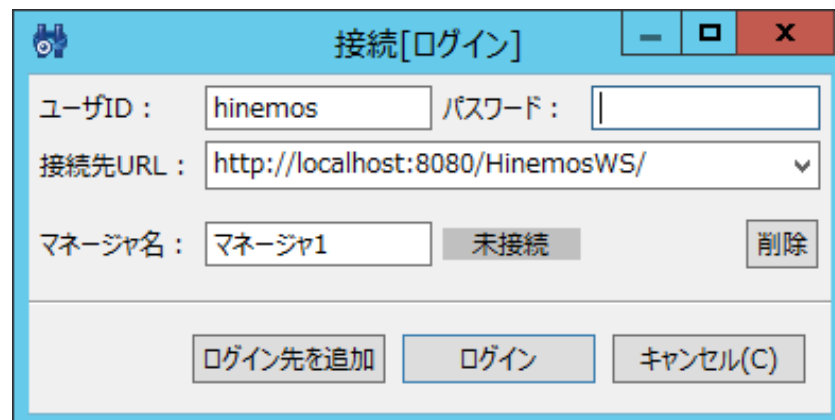 接続[ログイン]
ユーザID： hinemos パスワード：
接続先URL： http://localhost:8080/HinemosWS/
マネージャ名： マネージャ1 未接続 削除
ログイン先を追加 ログイン キャンセル(C)